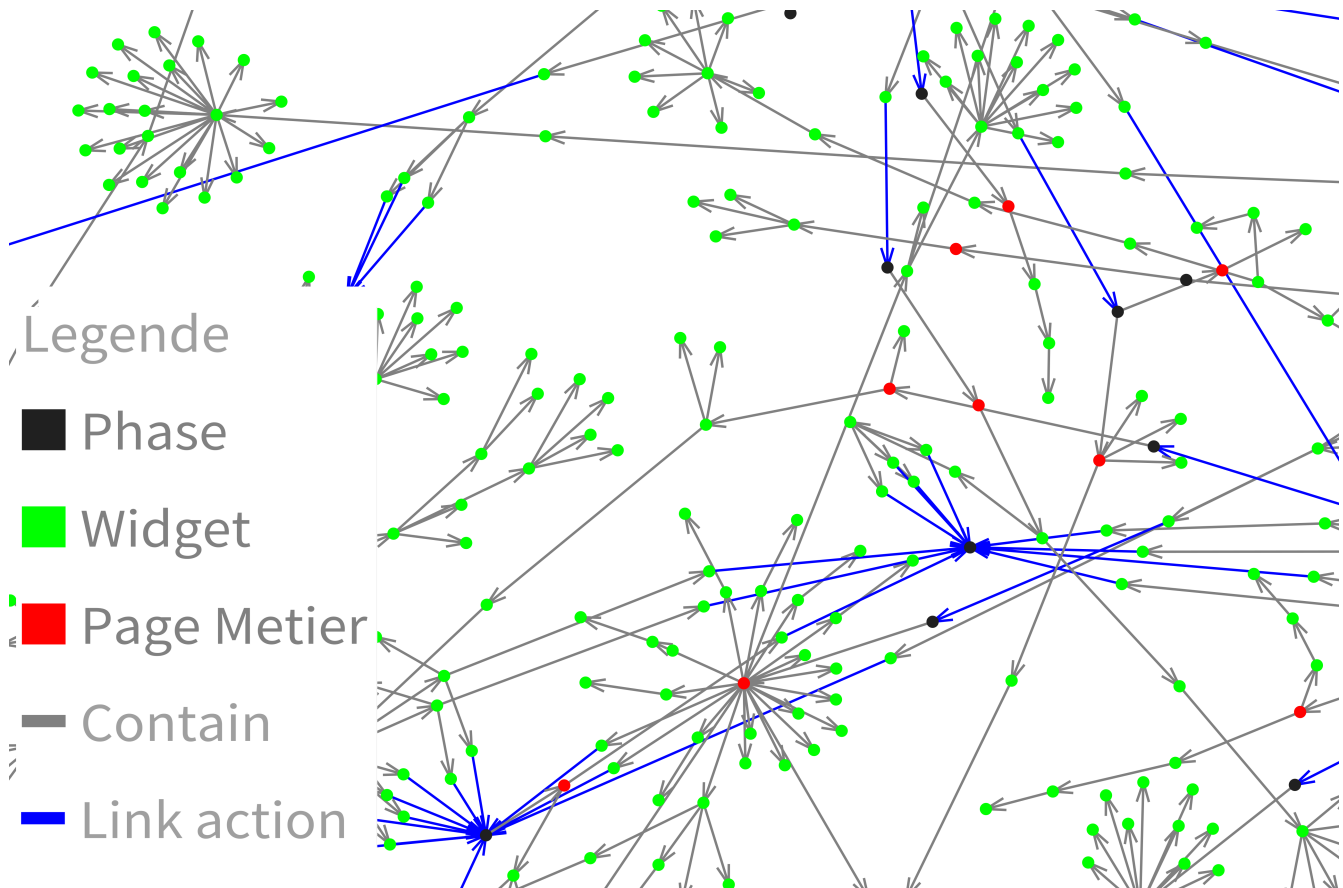 Legende
Phase
Widget
Page Metier
Contain
Link action